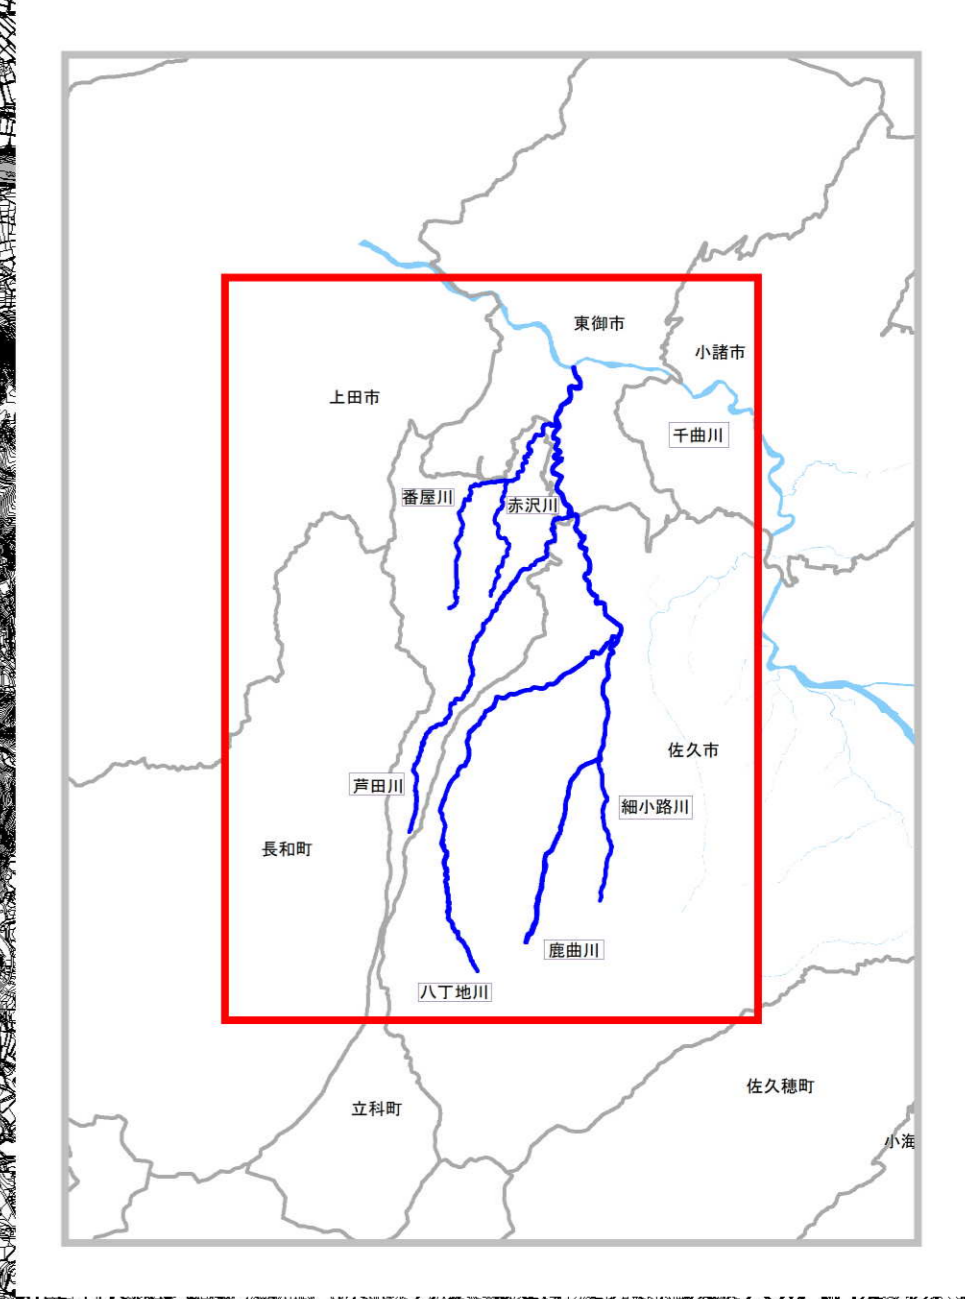 東御市
小諸市
上田市
千曲川
番屋川
赤沢川
佐久市
芦田川
細小路川
長和町
鹿曲川
八丁地川
佐久穂町
立科町
小海